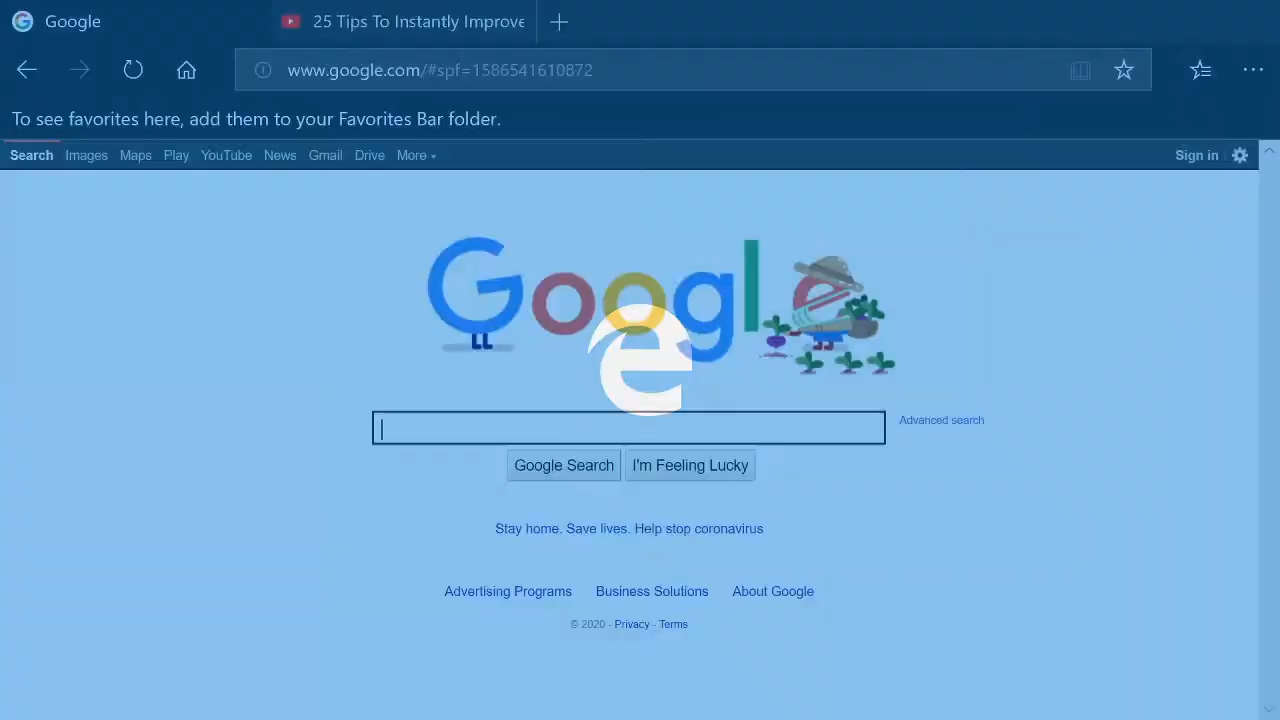 Google
25 Tips To Instantly Improve
www.google.com/#spf=1586541610872
To see favorites here, add them to your Favorites Bar folder.
Search Images Maps Play YouTube News Gmail Drive More Sign in
Google
Advanced search
Google Search I'm Feeling Lucky
Stay home. Save lives. Help stop coronavirus
Advertising Programs Business Solutions About Google
© 2020 - Privacy - Terms